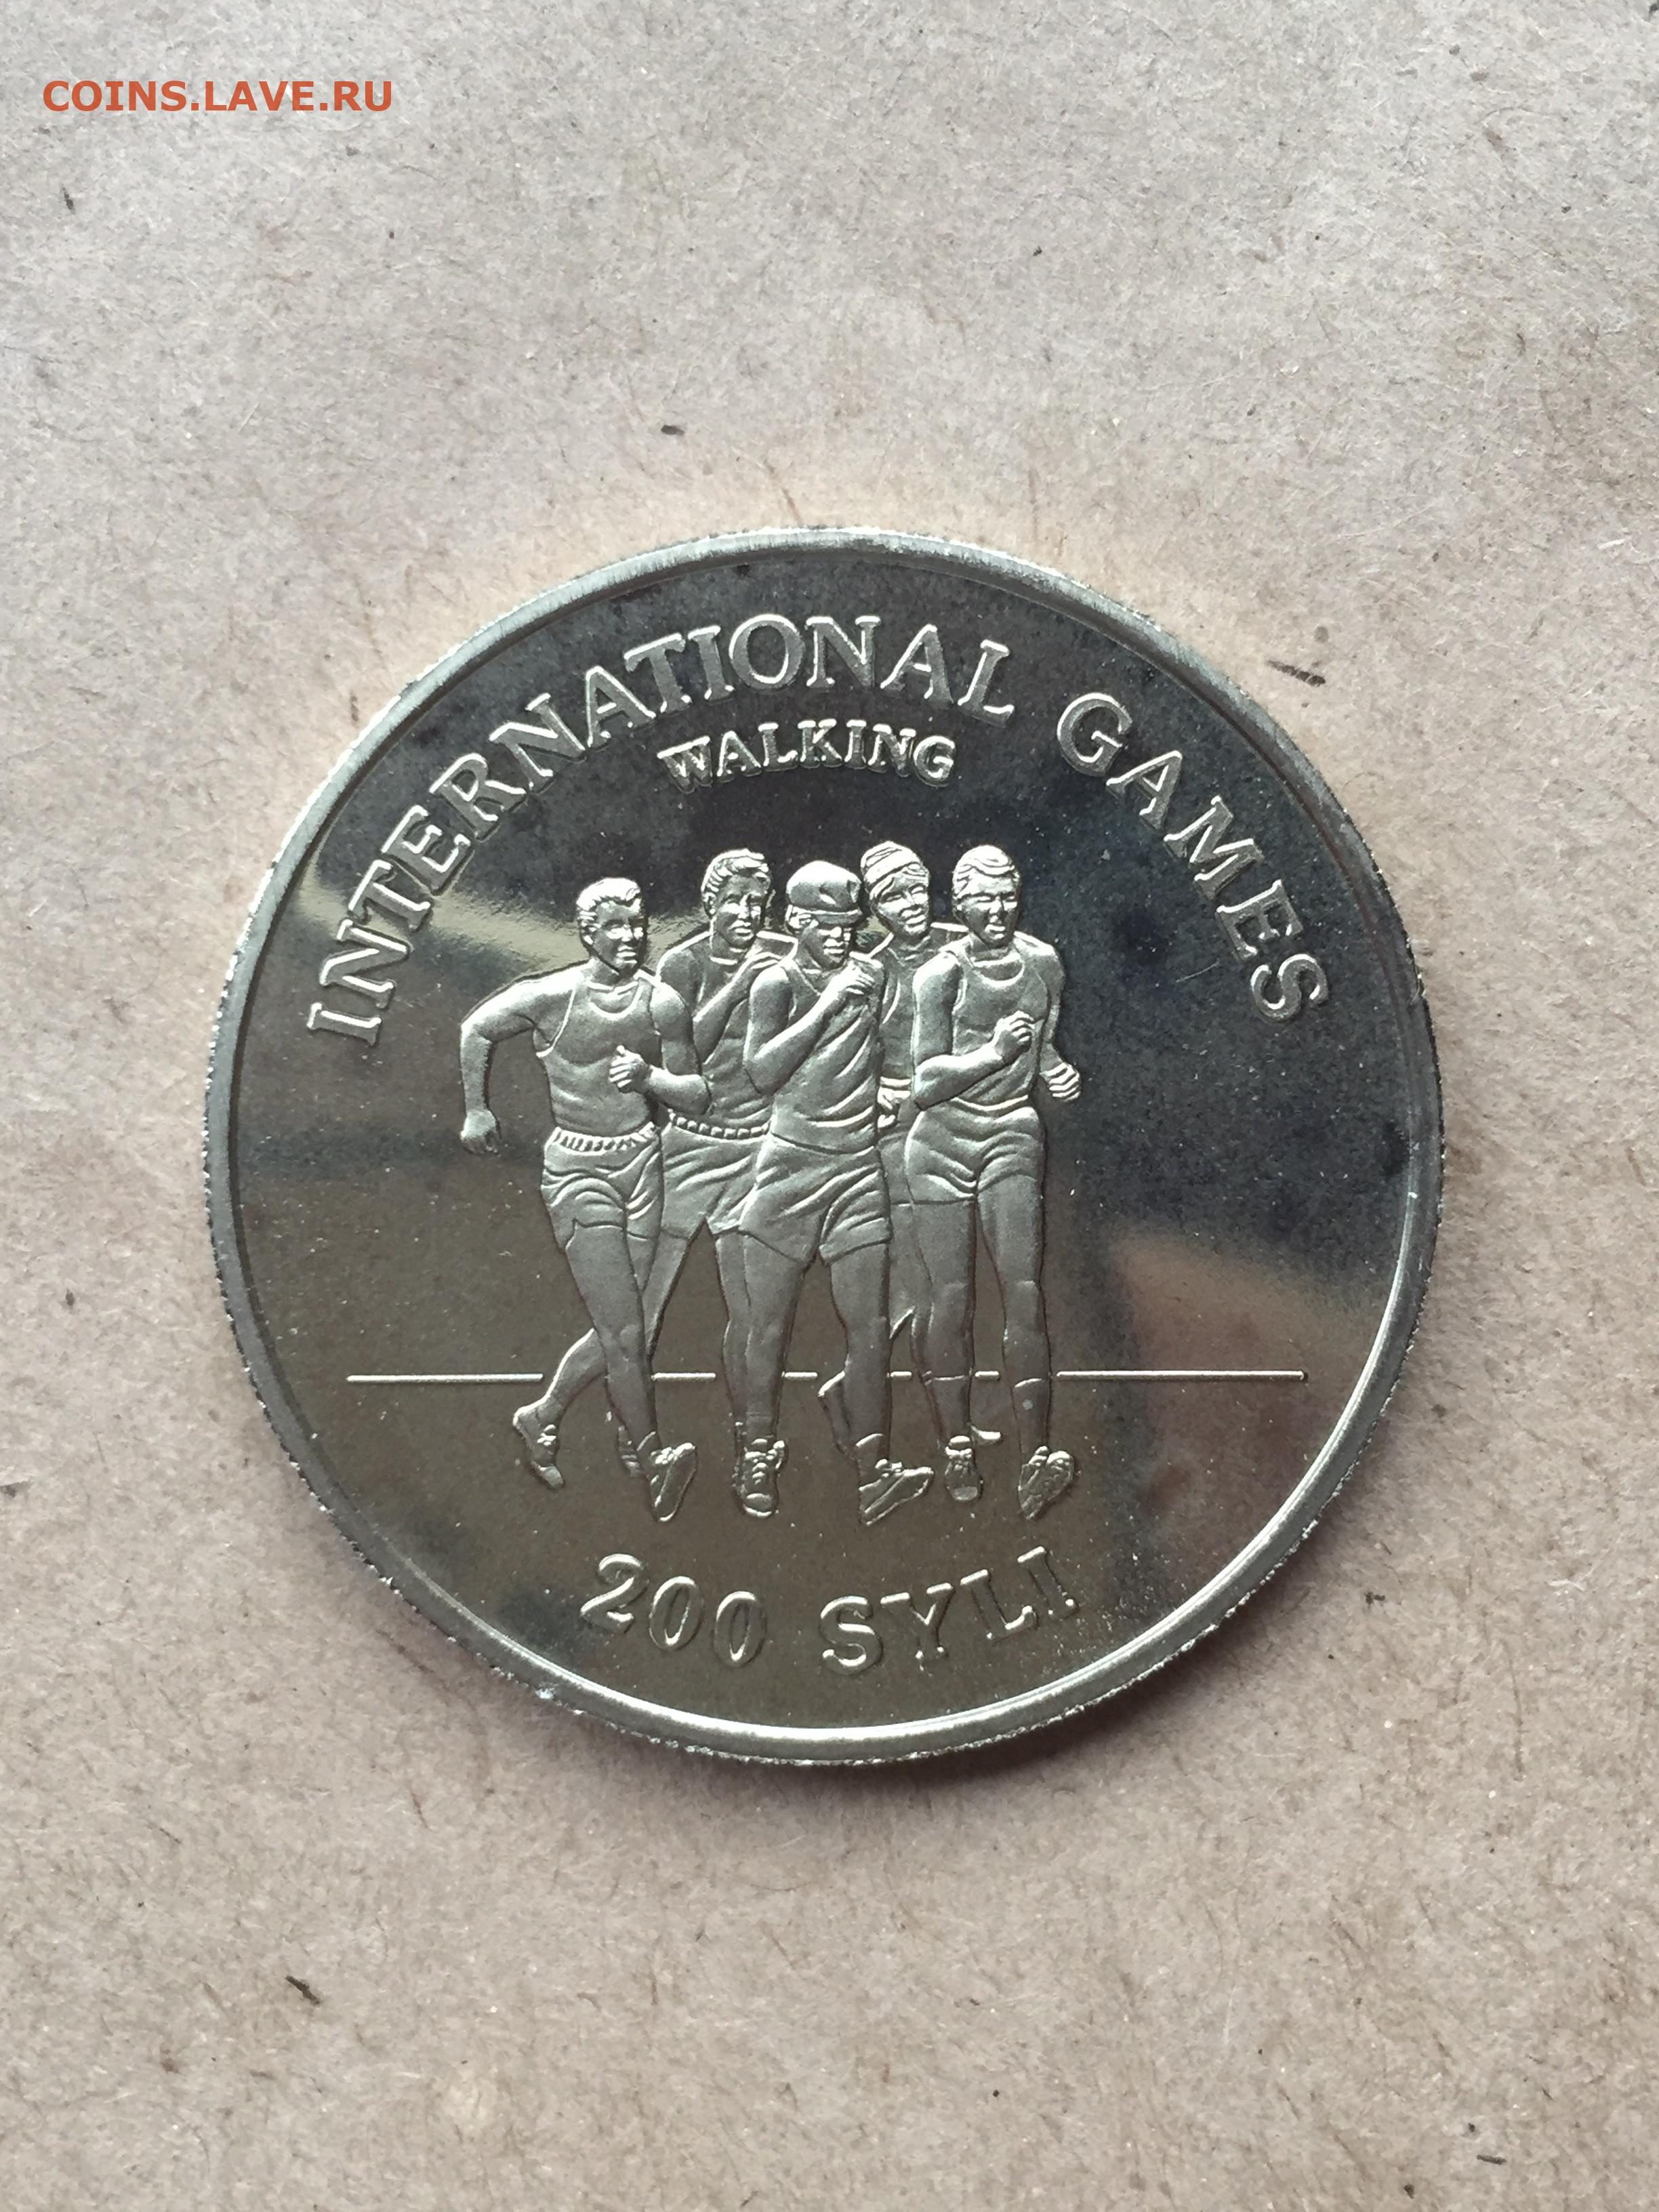 COINS.LAVE.RU
INTERNATIONAL GAMES
WALKING
200 SYLI